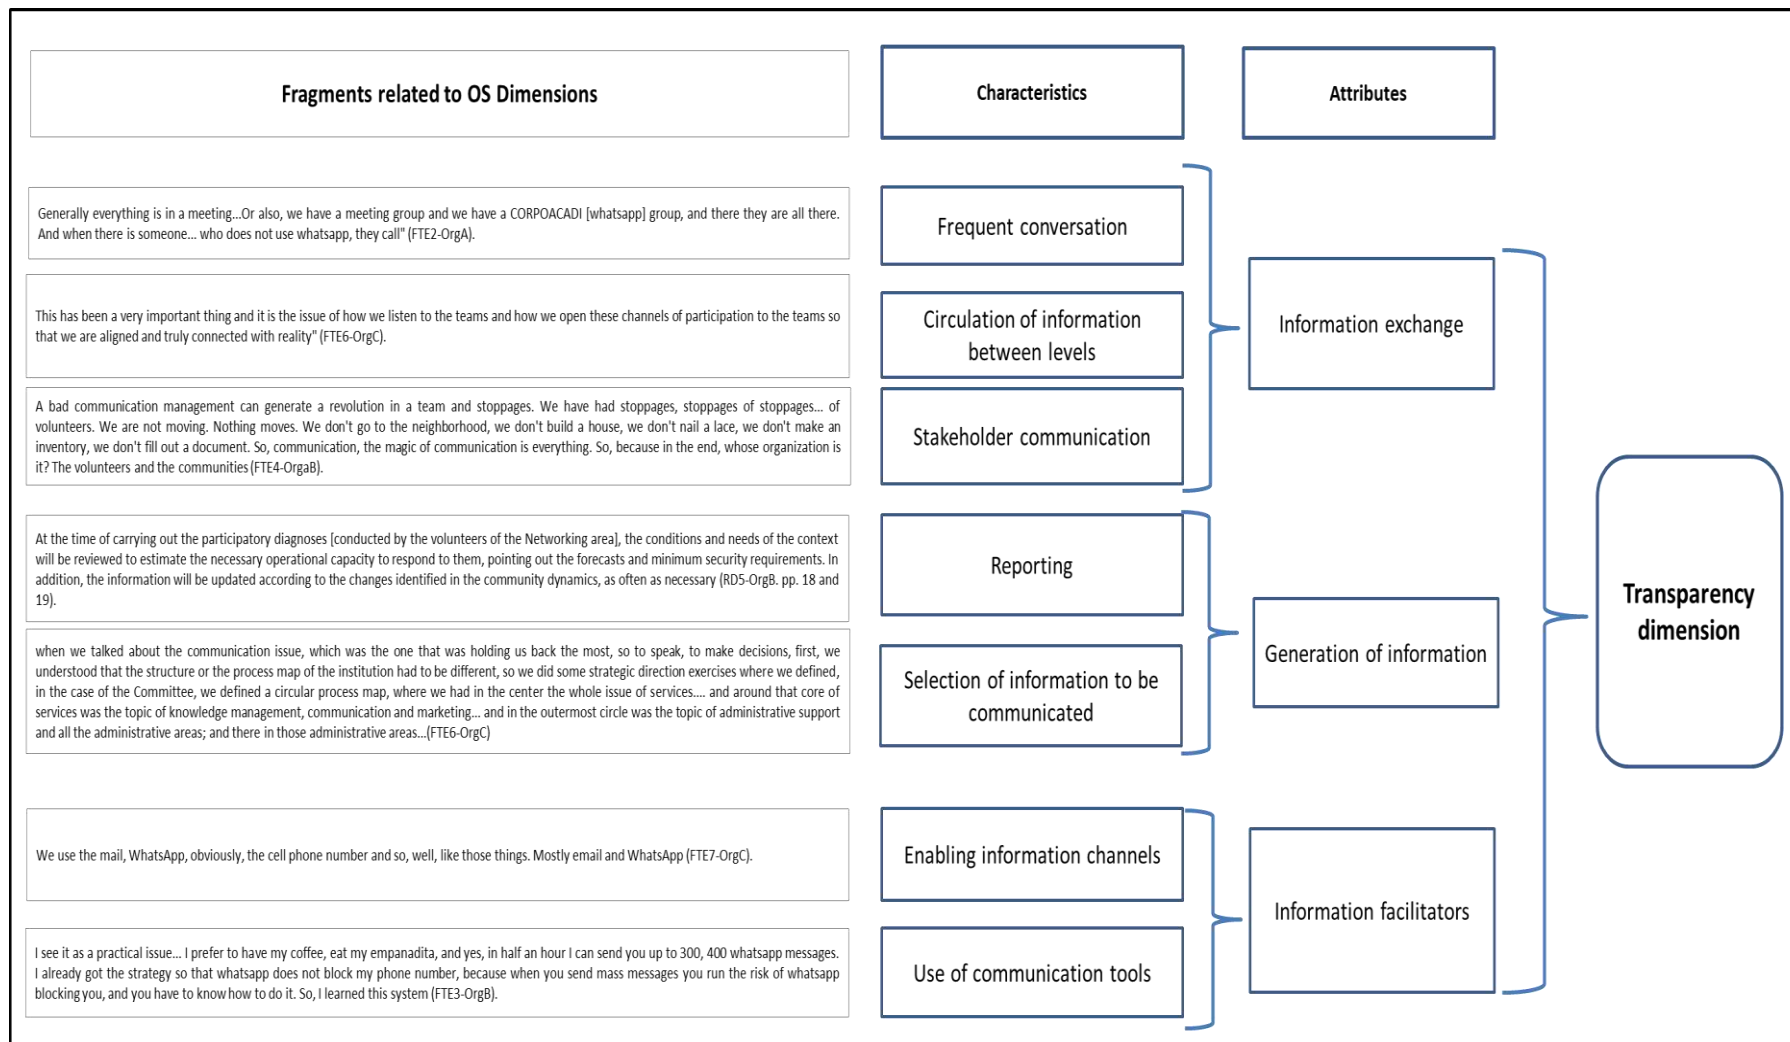 Fragments related to OS Dimensions
Characteristics
Attributes
Generally everything is in a meeting...Or also, we have a meeting group and we have a CORPOACADI [whatsapp] group, and there they are all there.
And when there is someone... who does not use whatsapp, they call" (FTE2-OrgA).
Frequent conversation
This has been a very important thing and it is the issue of how we listen to the teams and how we open these channels of participation to the teams so
that we are aligned and truly connected with reality" (FTE6-OrgC).
Circulation of information
between levels
Information exchange
A bad communication management can generate a revolution in a team and stoppages. We have had stoppages, stoppages of stoppages... of
volunteers. We are not moving. Nothing moves. We don't go to the neighborhood, we don't build a house, we don't nail a lace, we don't make an
inventory, we don't fill out a document. So, communication, the magic of communication is everything. So, because in the end, whose organization is
it? The volunteers and the communities (FTE4-OrgaB).
Stakeholder communication
At the time of carrying out the participatory diagnoses [conducted by the volunteers of the Networking area], the conditions and needs of the context
will be reviewed to estimate the necessary operational capacity to respond to them, pointing out the forecasts and minimum security requirements. In
addition, the information will be updated according to the changes identified in the community dynamics, as often as necessary (RD5-OrgB. pp. 18 and
19).
Reporting
when we talked about the communication issue, which was the one that was holding us back the most, so to speak, to make decisions, first, we
understood that the structure or the process map of the institution had to be different, so we did some strategic direction exercises where we defined,
in the case of the Committee, we defined a circular process map, where we had in the center the whole issue of services.... and around that core of
services was the topic of knowledge management, communication and marketing... and in the outermost circle was the topic of administrative support
and all the administrative areas; and there in those administrative areas...(FTE6-OrgC)
Selection of information to be
communicated
Generation of information
Transparency
dimension
We use the mail, WhatsApp, obviously, the cell phone number and so, well, like those things. Mostly email and WhatsApp (FTE7-OrgC).
Enabling information channels
Information facilitators
I see it as a practical issue... I prefer to have my coffee, eat my empanadita, and yes, in half an hour I can send you up to 300, 400 whatsapp messages.
I already got the strategy so that whatsapp does not block my phone number, because when you send mass messages you run the risk of whatsapp
blocking you, and you have to know how to do it. So, I learned this system (FTE3-OrgB).
Use of communication tools